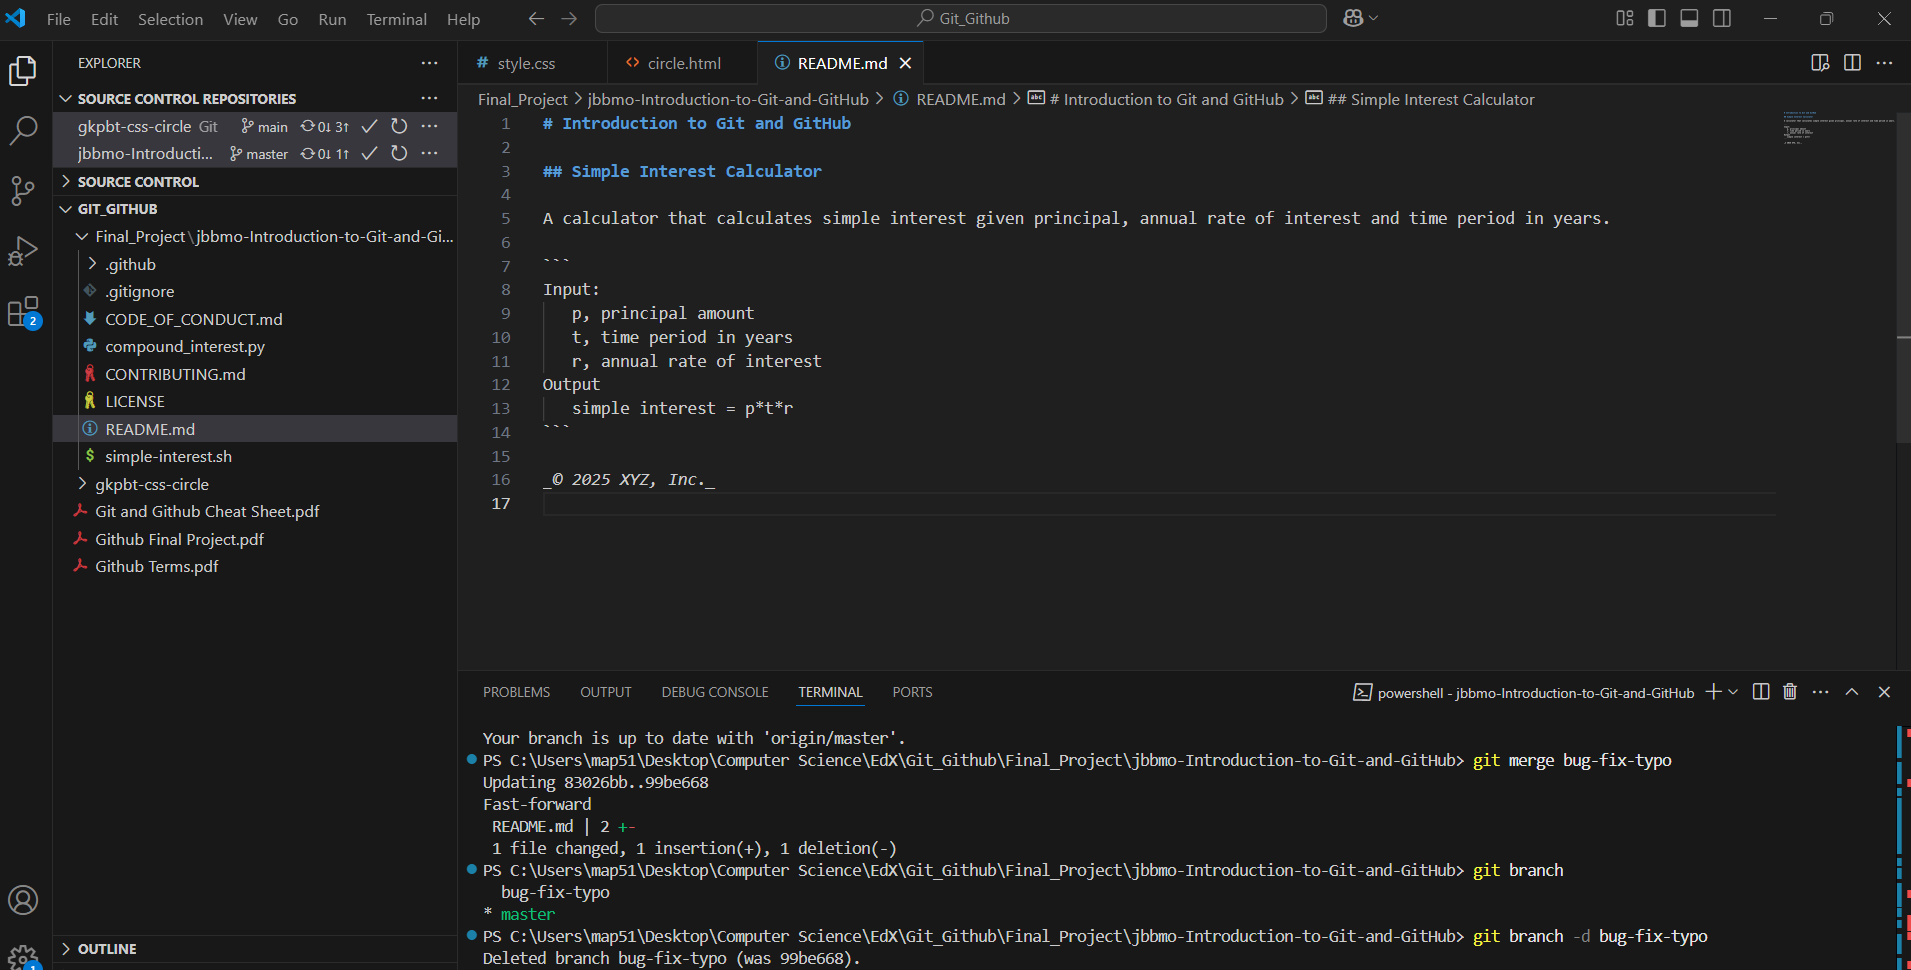 File Edit Selection View Go Run Terminal Help
Git_Github
EXPLORER
SOURCE CONTROL REPOSITORIES
gkpbt-css-circle Git main 0↓ 3↑
jbbmo-Introducti... master 0↓ 1↑
SOURCE CONTROL
GIT_GITHUB
Final_Project\jbbmo-Introduction-to-Git-and-Gi...
.github
.gitignore
CODE_OF_CONDUCT.md
compound_interest.py
CONTRIBUTING.md
LICENSE
README.md
simple-interest.sh
gkpbt-css-circle
Git and Github Cheat Sheet.pdf
Github Final Project.pdf
Github Terms.pdf
OUTLINE
2
1
# style.css <> circle.html README.md
Final_Project > jbbmo-Introduction-to-Git-and-GitHub > README.md > # Introduction to Git and GitHub > ## Simple Interest Calculator
1 # Introduction to Git and GitHub
2
3 ## Simple Interest Calculator
4
5 A calculator that calculates simple interest given principal, annual rate of interest and time period in years.
6
7 ```
8 Input:
9 p, principal amount
10 t, time period in years
11 r, annual rate of interest
12 Output
13 simple interest = p*t*r
14 ```
15
16 _© 2025 XYZ, Inc._
17
PROBLEMS OUTPUT DEBUG CONSOLE TERMINAL PORTS
powershell - jbbmo-Introduction-to-Git-and-GitHub
Your branch is up to date with 'origin/master'.
PS C:\Users\map51\Desktop\Computer Science\EdX\Git_Github\Final_Project\jbbmo-Introduction-to-Git-and-GitHub> git merge bug-fix-typo
Updating 83026bb..99be668
Fast-forward
README.md | 2 +-
1 file changed, 1 insertion(+), 1 deletion(-)
PS C:\Users\map51\Desktop\Computer Science\EdX\Git_Github\Final_Project\jbbmo-Introduction-to-Git-and-GitHub> git branch
bug-fix-typo
* master
PS C:\Users\map51\Desktop\Computer Science\EdX\Git_Github\Final_Project\jbbmo-Introduction-to-Git-and-GitHub> git branch -d bug-fix-typo
Deleted branch bug-fix-typo (was 99be668).